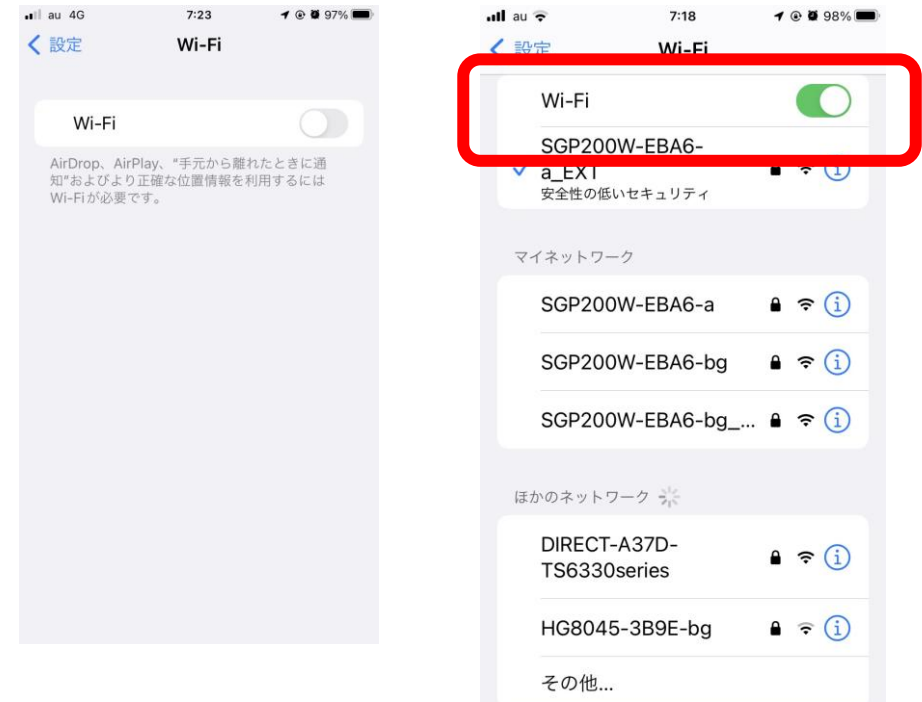 au 4G 7:23 97%
設定 Wi-Fi
Wi-Fi
AirDrop、AirPlay、"手元から離れたときに通
知"およびより正確な位置情報を利用するには
Wi-Fiが必要です。
au 7:18 98%
設定 Wi-Fi
Wi-Fi
SGP200W-EBA6-
a_EXT
安全性の低いセキュリティ
マイネットワーク
SGP200W-EBA6-a
SGP200W-EBA6-bg
SGP200W-EBA6-bg_...
ほかのネットワーク
DIRECT-A37D-
TS6330series
HG8045-3B9E-bg
その他...